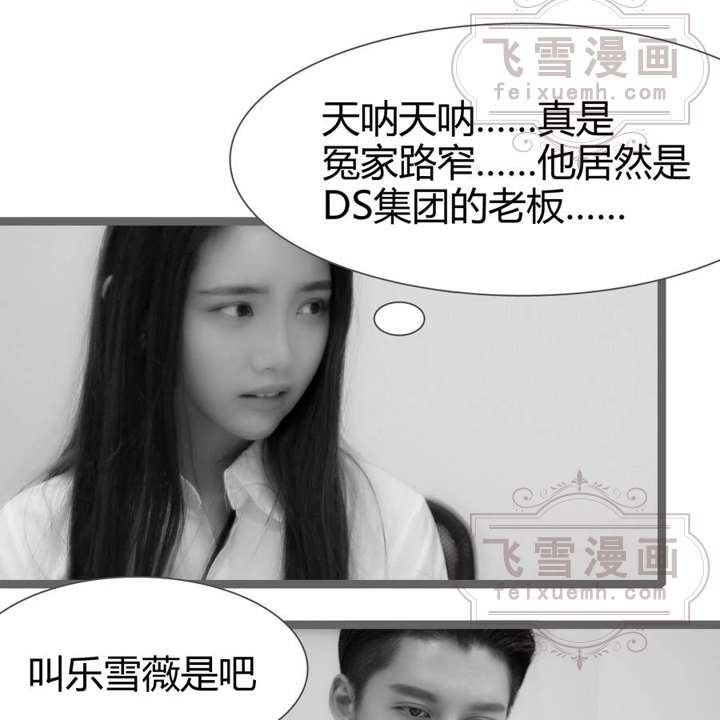 飞雪漫画
feixuemh.com
天呐天呐……真是
冤家路窄……他居然是
DS集团的老板……
飞雪漫画
feixuemh.com
叫乐雪薇是吧